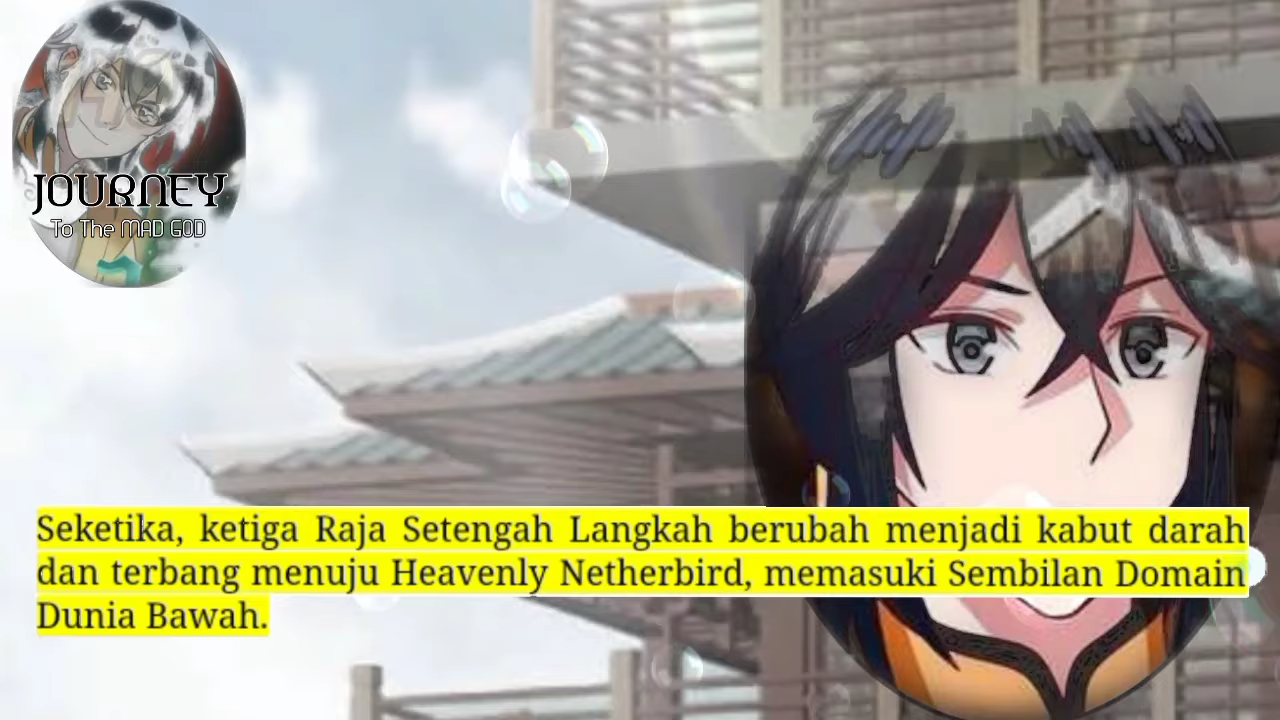 JOURNEY
To The MAD GOD
Seketika, ketiga Raja Setengah Langkah berubah menjadi kabut darah
dan terbang menuju Heavenly Netherbird, memasuki Sembilan Domain
Dunia Bawah.